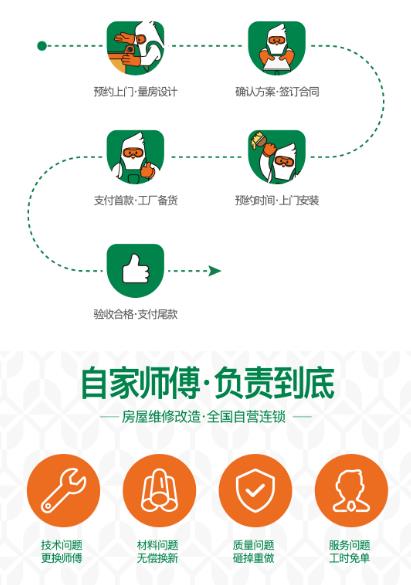 预约上门·量房设计
确认方案·签订合同
预约时间·上门安装
支付首款·工厂备货
验收合格·支付尾款
自家师傅·负责到底
房屋维修改造·全国自营连锁
技术问题
更换师傅
材料问题
无偿换新
质量问题
砸掉重做
服务问题
工时免单